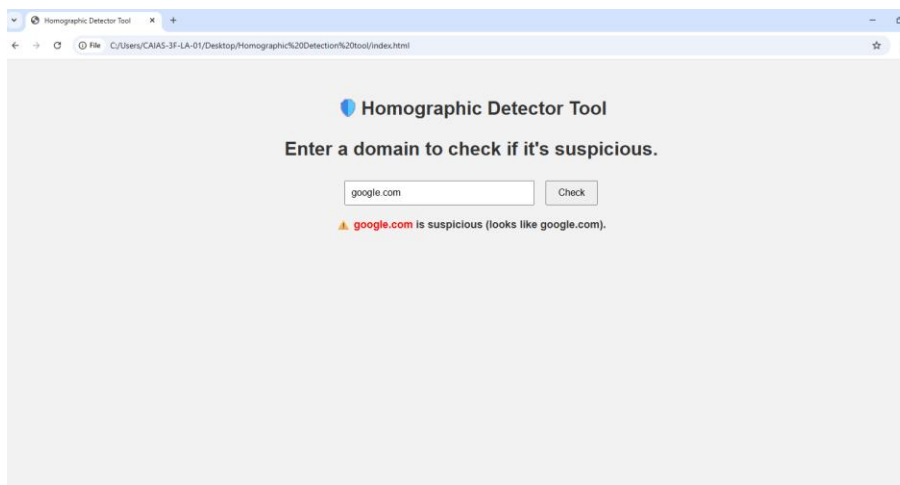 Homographic Detector Tool
File C:/Users/CAIAS-3F-LA-01/Desktop/Homographic%20Detection%20tool/index.html
Homographic Detector Tool
Enter a domain to check if it's suspicious.
google.com Check
google.com is suspicious (looks like google.com).